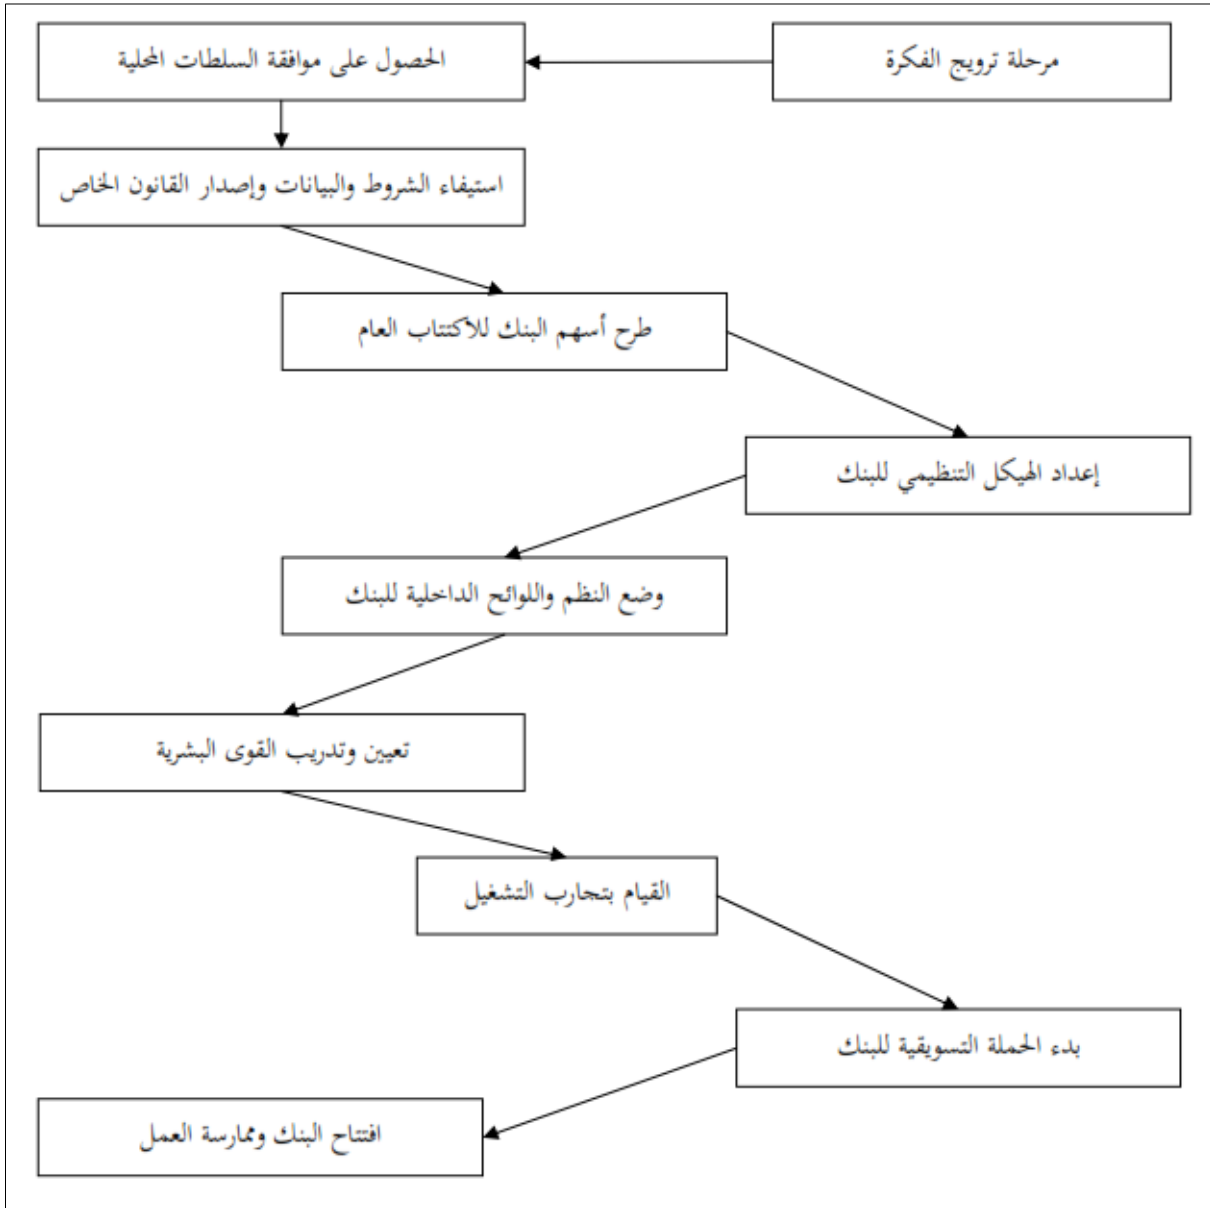 مرحلة ترويج الفكرة
الحصول على موافقة السلطات المحلية
استيفاء الشروط والبيانات وإصدار القانون الخاص
طرح أسهم البنك للاكتتاب العام
إعداد الهيكل التنظيمي للبنك
وضع النظم واللوائح الداخلية للبنك
تعيين وتدريب القوى البشرية
القيام بتجارب التشغيل
بدء الحملة التسويقية للبنك
افتتاح البنك وممارسة العمل